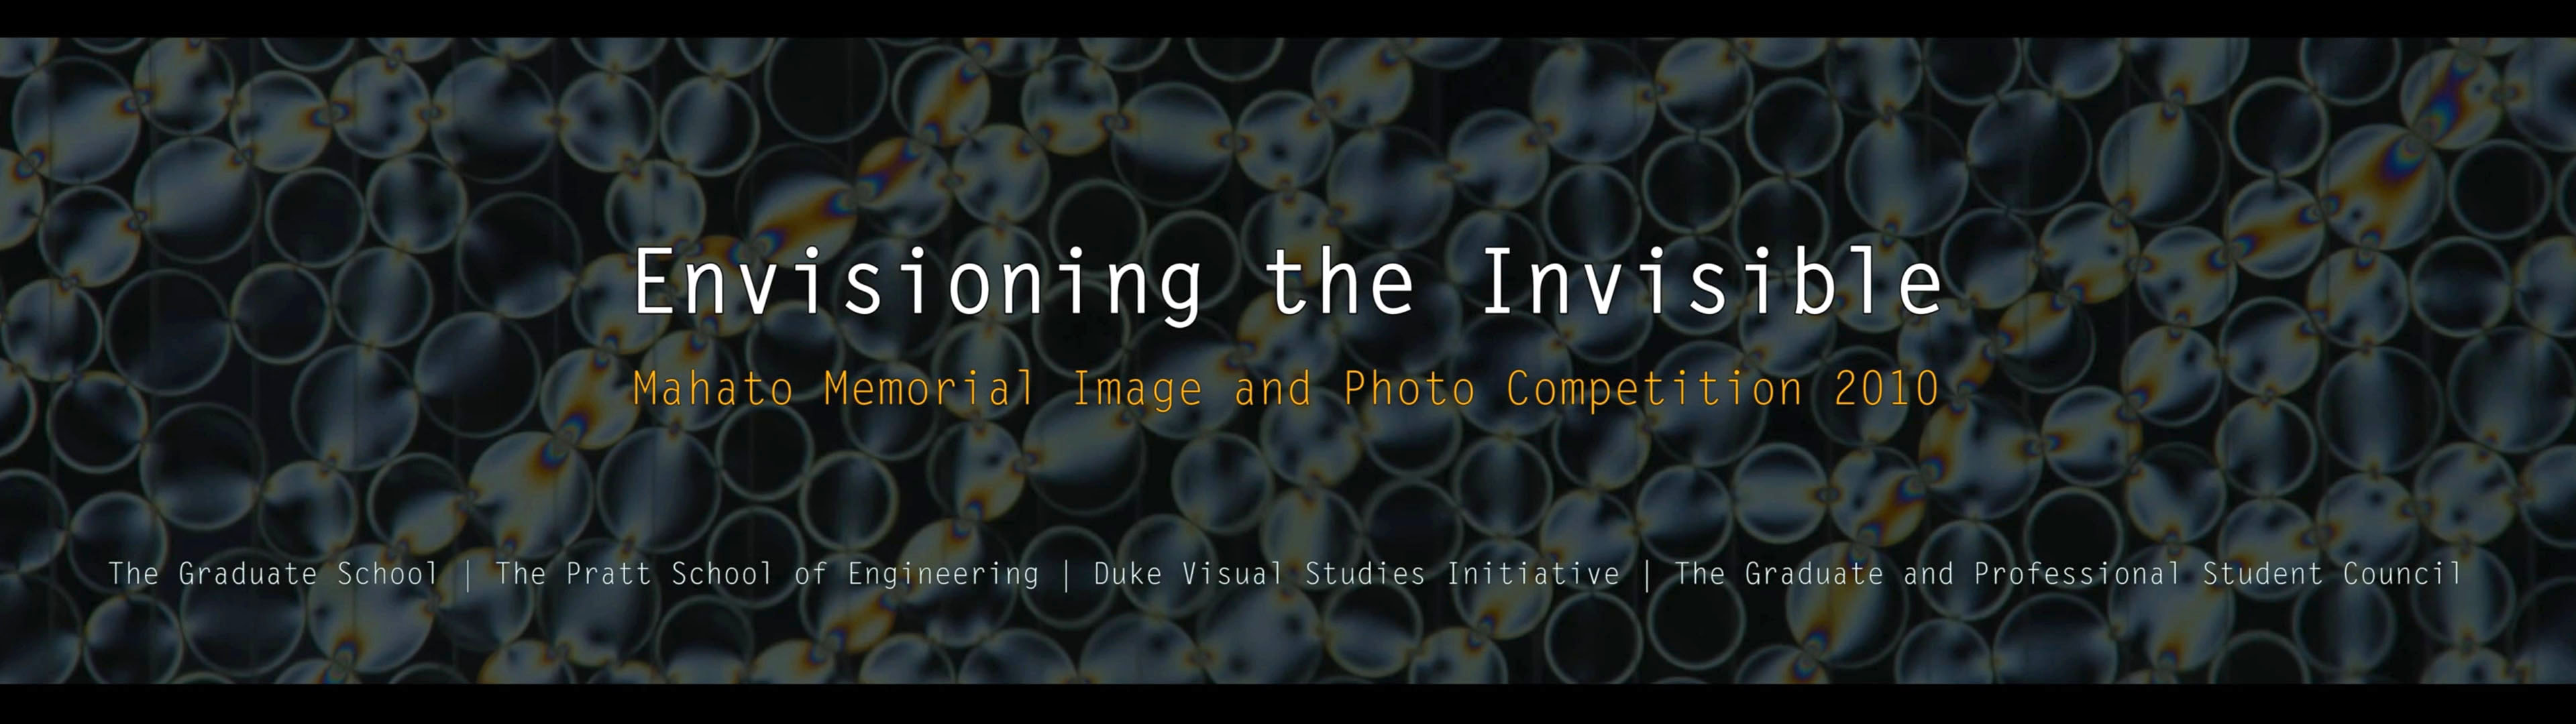 Envisioning the Invisible
Mahato Memorial Image and Photo Competition 2010
The Graduate School | The Pratt School of Engineering | Duke Visual Studies Initiative | The Graduate and Professional Student Council